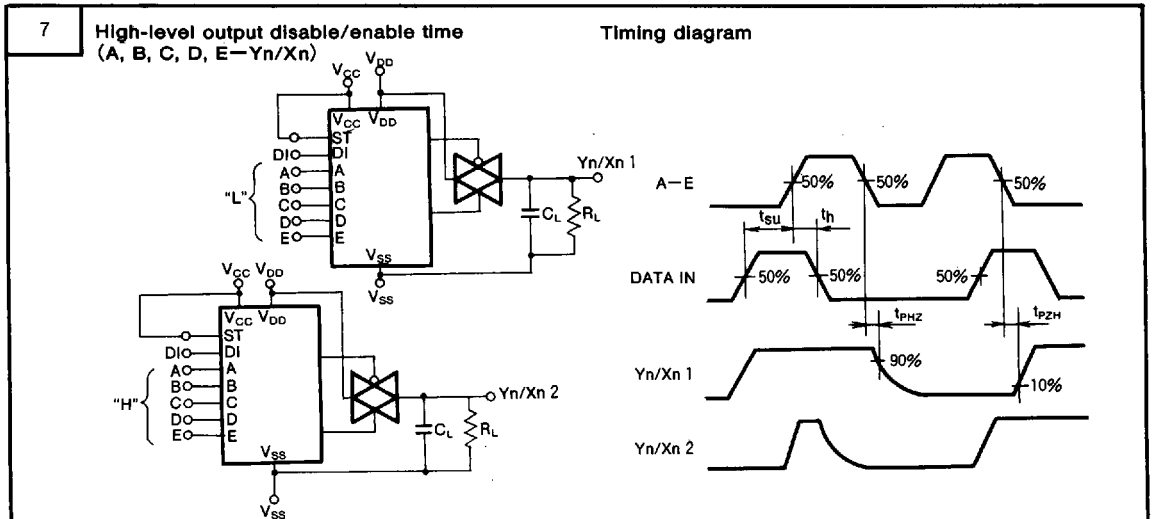 7
High-level output disable/enable time
(A, B, C, D, E—Yn/Xn)
Timing diagram
VCC VDD
VCC VDD
ST
DI DI
A A
B B
C C
D D
E E
"L"
VSS
VSS
Yn/Xn 1
CL RL
VCC VDD
VCC VDD
ST
DI DI
A A
B B
C C
D D
E E
"H"
VSS
VSS
Yn/Xn 2
CL RL
A—E
50% 50% 50%
tsu th
DATA IN
50% 50% 50%
tPHZ tPZH
Yn/Xn 1
90%
10%
Yn/Xn 2